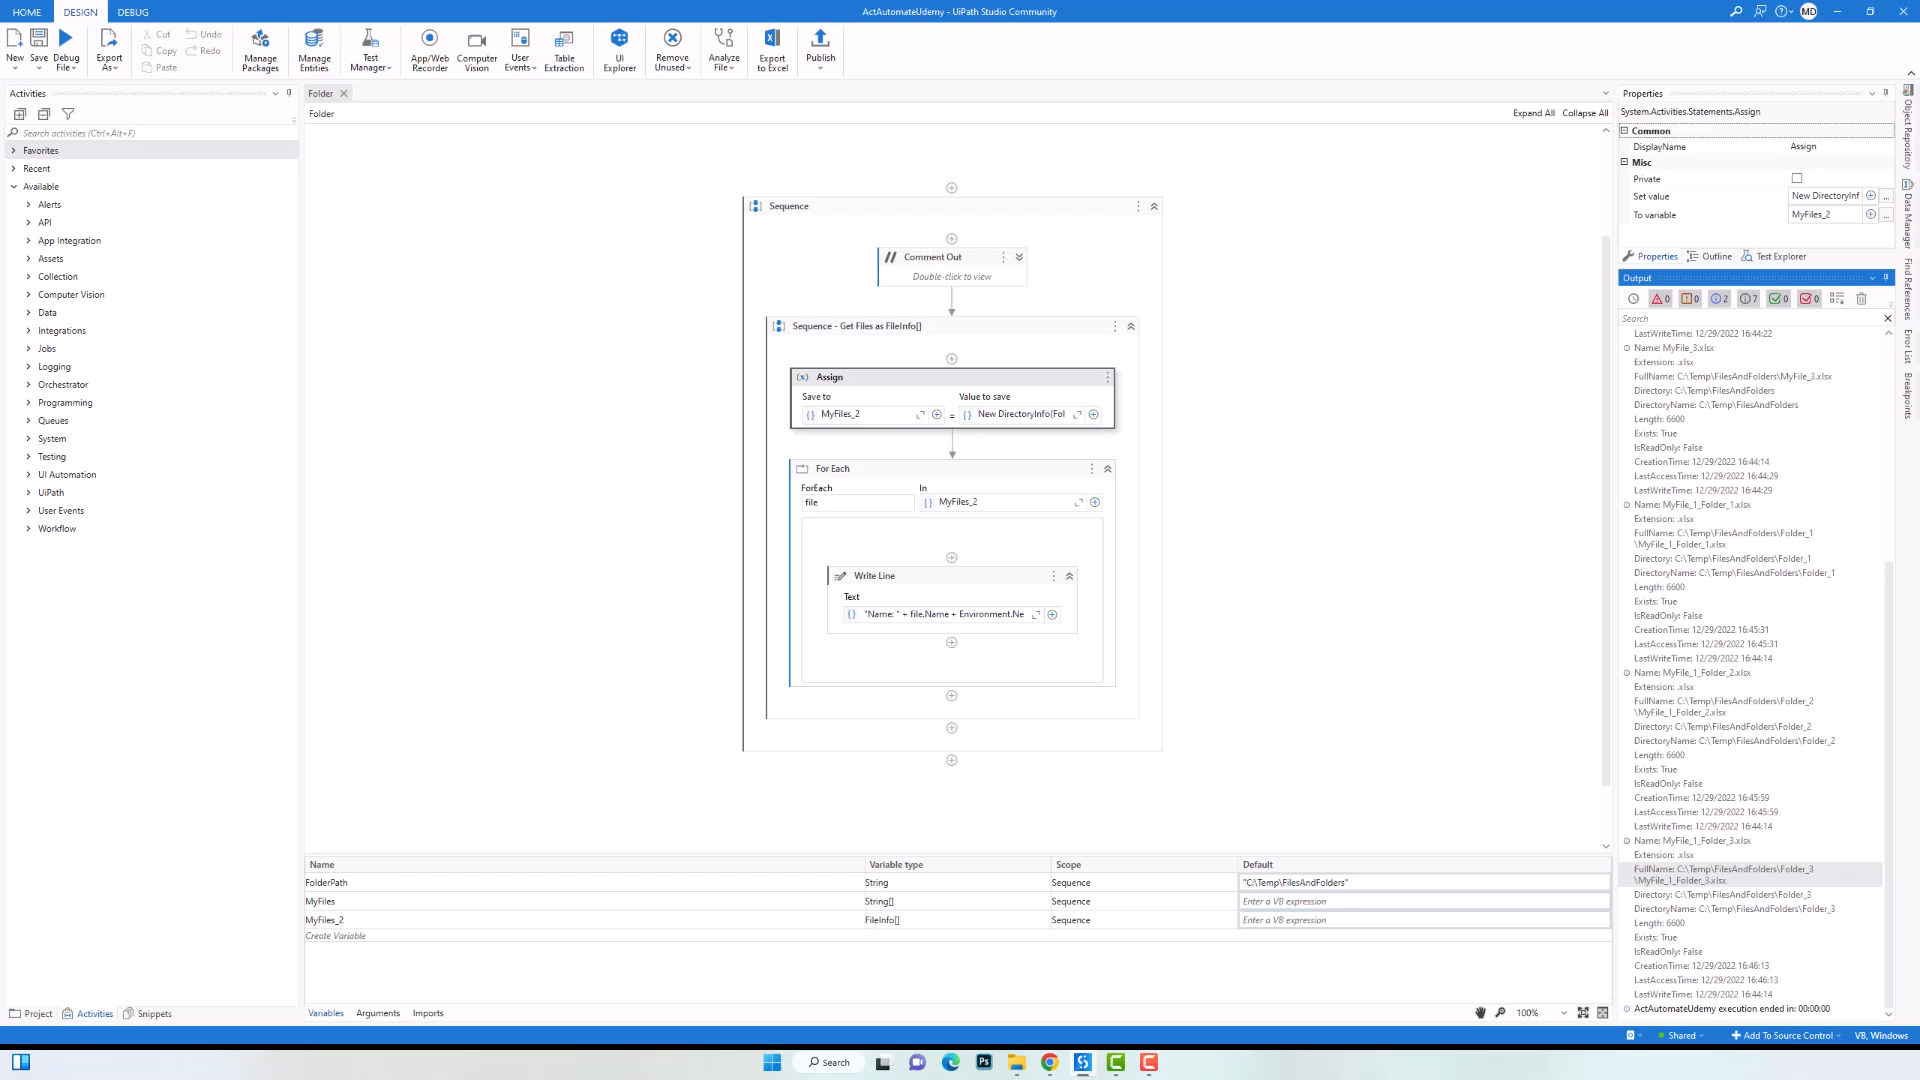 HOME DESIGN DEBUG
ActAutomateUdemy - UiPath Studio Community
MD
New
Save
Debug File
Export As
Cut
Copy
Paste
Undo
Redo
Manage Packages
Manage Entities
Test Manager
App/Web Recorder
Computer Vision
User Events
Table Extraction
UI Explorer
Remove Unused
Analyze File
Export to Excel
Publish
Activities
Search activities (Ctrl+Alt+F)
Favorites
Recent
Available
Alerts
API
App Integration
Assets
Collection
Computer Vision
Data
Integrations
Jobs
Logging
Orchestrator
Programming
Queues
System
Testing
UI Automation
UiPath
User Events
Workflow
Project Activities Snippets
Folder
Folder
Expand All Collapse All
Sequence
Comment Out
Double-click to view
Sequence - Get Files as FileInfo[]
Assign
Save to Value to save
MyFiles_2 = New DirectoryInfo(Fol
For Each
ForEach In
file MyFiles_2
Write Line
Text
"Name: " + file.Name + Environment.Ne
Name Variable type Scope Default
FolderPath String Sequence "C:\Temp\FilesAndFolders"
MyFiles String[] Sequence Enter a VB expression
MyFiles_2 FileInfo[] Sequence Enter a VB expression
Create Variable
Variables Arguments Imports
100%
Properties
System.Activities.Statements.Assign
Common
DisplayName Assign
Misc
Private
Set value New DirectoryInf ...
To variable MyFiles_2 ...
Properties Outline Test Explorer
Output
0 0 2 7 0 0
Search
LastWriteTime: 12/29/2022 16:44:22
Name: MyFile_3.xlsx
Extension: .xlsx
FullName: C:\Temp\FilesAndFolders\MyFile_3.xlsx
Directory: C:\Temp\FilesAndFolders
DirectoryName: C:\Temp\FilesAndFolders
Length: 6600
Exists: True
IsReadOnly: False
CreationTime: 12/29/2022 16:44:14
LastAccessTime: 12/29/2022 16:44:29
LastWriteTime: 12/29/2022 16:44:29
Name: MyFile_1_Folder_1.xlsx
Extension: .xlsx
FullName: C:\Temp\FilesAndFolders\Folder_1
\MyFile_1_Folder_1.xlsx
Directory: C:\Temp\FilesAndFolders\Folder_1
DirectoryName: C:\Temp\FilesAndFolders\Folder_1
Length: 6600
Exists: True
IsReadOnly: False
CreationTime: 12/29/2022 16:45:31
LastAccessTime: 12/29/2022 16:45:31
LastWriteTime: 12/29/2022 16:44:14
Name: MyFile_1_Folder_2.xlsx
Extension: .xlsx
FullName: C:\Temp\FilesAndFolders\Folder_2
\MyFile_1_Folder_2.xlsx
Directory: C:\Temp\FilesAndFolders\Folder_2
DirectoryName: C:\Temp\FilesAndFolders\Folder_2
Length: 6600
Exists: True
IsReadOnly: False
CreationTime: 12/29/2022 16:45:59
LastAccessTime: 12/29/2022 16:45:59
LastWriteTime: 12/29/2022 16:44:14
Name: MyFile_1_Folder_3.xlsx
Extension: .xlsx
FullName: C:\Temp\FilesAndFolders\Folder_3
\MyFile_1_Folder_3.xlsx
Directory: C:\Temp\FilesAndFolders\Folder_3
DirectoryName: C:\Temp\FilesAndFolders\Folder_3
Length: 6600
Exists: True
IsReadOnly: False
CreationTime: 12/29/2022 16:46:13
LastAccessTime: 12/29/2022 16:46:13
LastWriteTime: 12/29/2022 16:44:14
ActAutomateUdemy execution ended in: 00:00:00
Object Repository
Data Manager
Find References
Error List
Breakpoints
Shared Add To Source Control VB, Windows
Search
Ps